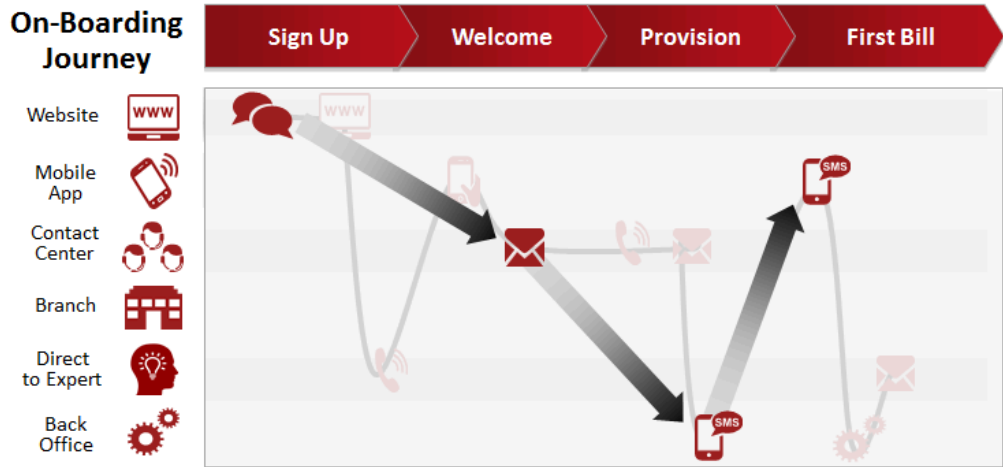 On-Boarding
Journey
Sign Up
Welcome
Provision
First Bill
Website
WWW
WWW
Mobile
App
SMS
Contact
Center
Branch
Direct
to Expert
Back
Office
SMS